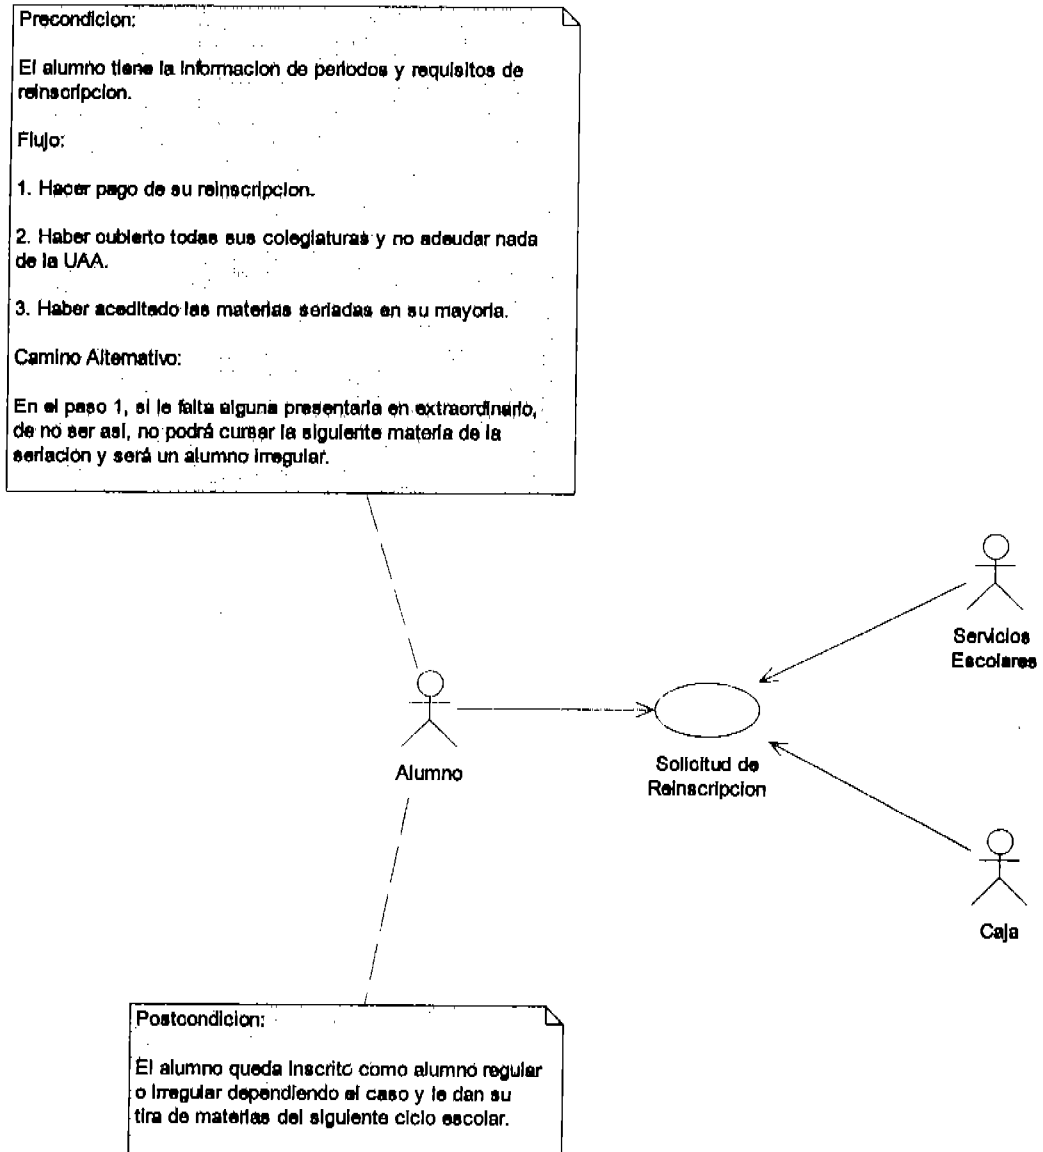 Precondicion:
El alumno tiene la informacion de periodos y requisitos de
reinscripcion.
Flujo:
1. Hacer pago de su reinscripcion.
2. Haber cubierto todas sus colegiaturas y no adeudar nada
de la UAA.
3. Haber aceditado las materias seriadas en su mayoria.
Camino Alternativo:
En el paso 1, si le falta alguna presentarla en extraordinario,
de no ser asi, no podrá cursar la siguiente materia de la
seriación y será un alumno irregular.
Servicios
Escolares
Alumno
Solicitud de
Reinscripcion
Caja
Postcondicion:
El alumno queda inscrito como alumno regular
o irregular dependiendo el caso y le dan su
tira de materias del siguiente ciclo escolar.